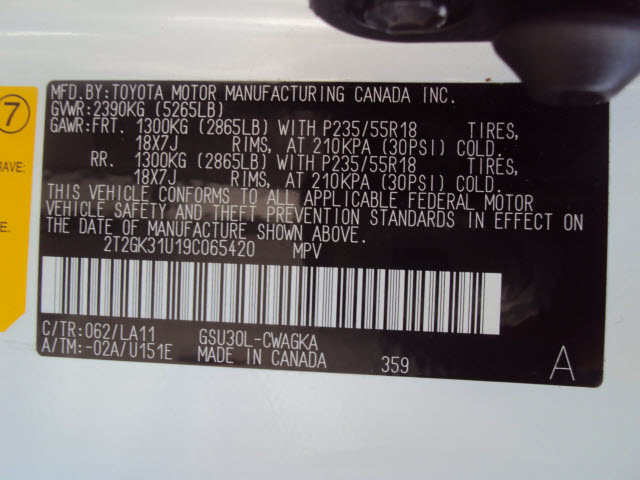 MFD.BY:TOYOTA MOTOR MANUFACTURING CANADA INC.
GVWR:2390KG (5265LB)
GAWR:FRT. 1300KG (2865LB) WITH P235/55R18 TIRES,
18X7J RIMS, AT 210KPA (30PSI) COLD.
RR. 1300KG (2865LB) WITH P235/55R18 TIRES,
18X7J RIMS, AT 210KPA (30PSI) COLD.
THIS VEHICLE CONFORMS TO ALL APPLICABLE FEDERAL MOTOR
VEHICLE SAFETY AND THEFT PREVENTION STANDARDS IN EFFECT ON
THE DATE OF MANUFACTURE SHOWN ABOVE.
2T2GK31U19C065420 MPV
C/TR:062/LA11 GSU30L-CWAGKA
A/TM:-02A/U151E MADE IN CANADA 359 A
7
RAVE:
E.